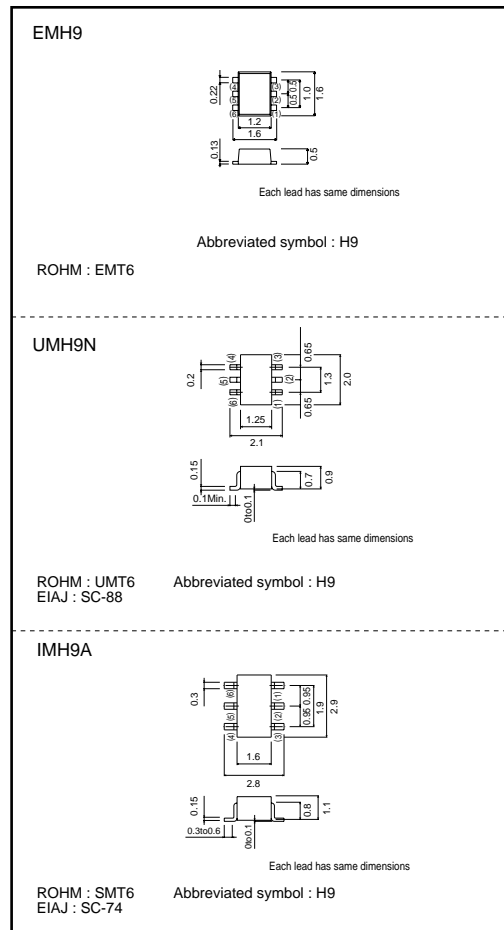 EMH9
0.22
(4)
(3)
(5)
(2)
(6)
(1)
0.5 0.5
1.0
1.6
1.2
1.6
0.13
0.5
Each lead has same dimensions
Abbreviated symbol : H9
ROHM : EMT6
UMH9N
0.2
(4)
(3)
(5)
(2)
(6)
(1)
0.65
0.65
1.3
2.0
1.25
2.1
0.15
0.1Min.
0to0.1
0.7
0.9
Each lead has same dimensions
ROHM : UMT6 Abbreviated symbol : H9
EIAJ : SC-88
IMH9A
0.3
(6)
(1)
(5)
(2)
(4)
(3)
0.95 0.95
1.9
2.9
1.6
2.8
0.15
0.3to0.6
0to0.1
0.8
1.1
Each lead has same dimensions
ROHM : SMT6 Abbreviated symbol : H9
EIAJ : SC-74